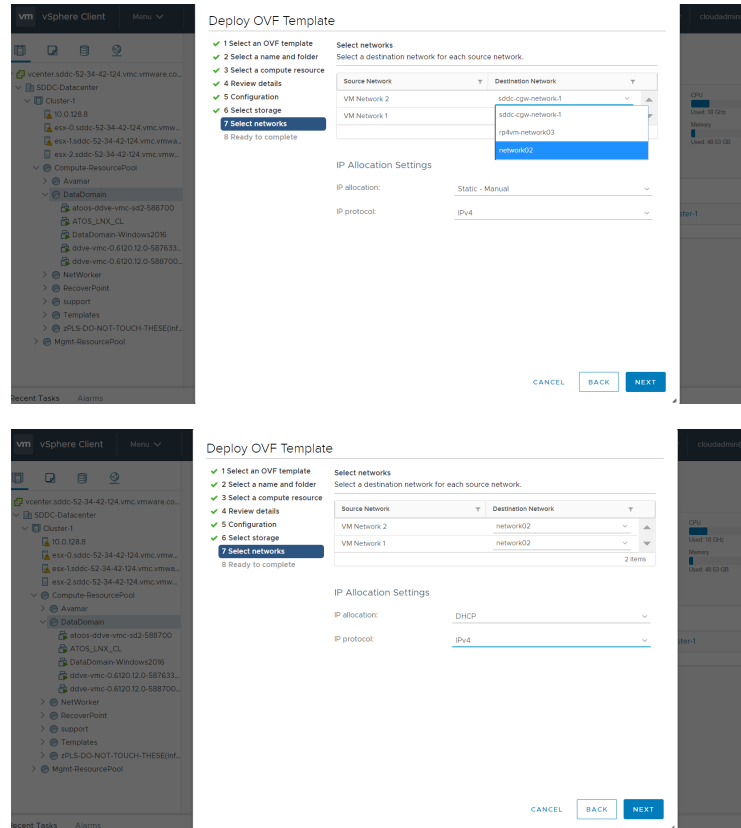 vm vSphere Client Menu
cloudadmin
Deploy OVF Template
1 Select an OVF template
2 Select a name and folder
3 Select a compute resource
4 Review details
5 Configuration
6 Select storage
7 Select networks
8 Ready to complete
Select networks
Select a destination network for each source network.
Source Network Destination Network
VM Network 2 sddc-cgw-network-1
VM Network 1
sddc-cgw-network-1
rp4vm-network03
network02
IP Allocation Settings
IP allocation: Static - Manual
IP protocol: IPv4
CANCEL BACK NEXT
vcenter.sddc-52-34-42-124.vmc.vmware.co...
SDDC-Datacenter
Cluster-1
10.0.128.8
esx-0.sddc-52-34-42-124.vmc.vmw...
esx-1.sddc-52-34-42-124.vmc.vmwa...
esx-2.sddc-52-34-42-124.vmc.vmw...
Compute-ResourcePool
Avamar
DataDomain
atoos-ddve-vmc-sd2-588700
ATOS_LNX_CL
DataDomain-Windows2016
ddve-vmc-0.6120.12.0-587633...
ddve-vmc-0.6120.12.0-588700...
NetWorker
RecoverPoint
support
Templates
zPLS-DO-NOT-TOUCH-THESE(inf...
Mgmt-ResourcePool
Recent Tasks Alarms
CPU
Used: 18 GHz
Memory
Used: 48.53 GB
ster-1
vm vSphere Client Menu
cloudadmin@
Deploy OVF Template
1 Select an OVF template
2 Select a name and folder
3 Select a compute resource
4 Review details
5 Configuration
6 Select storage
7 Select networks
8 Ready to complete
Select networks
Select a destination network for each source network.
Source Network Destination Network
VM Network 2 network02
VM Network 1 network02
2 items
IP Allocation Settings
IP allocation: DHCP
IP protocol: IPv4
CANCEL BACK NEXT
vcenter.sddc-52-34-42-124.vmc.vmware.co...
SDDC-Datacenter
Cluster-1
10.0.128.8
esx-0.sddc-52-34-42-124.vmc.vmw...
esx-1.sddc-52-34-42-124.vmc.vmwa...
esx-2.sddc-52-34-42-124.vmc.vmw...
Compute-ResourcePool
Avamar
DataDomain
atoos-ddve-vmc-sd2-588700
ATOS_LNX_CL
DataDomain-Windows2016
ddve-vmc-0.6120.12.0-587633...
ddve-vmc-0.6120.12.0-588700...
NetWorker
RecoverPoint
support
Templates
zPLS-DO-NOT-TOUCH-THESE(inf...
Mgmt-ResourcePool
Recent Tasks Alarms
CPU
Memory
Used: 48.53 GB
ster-1